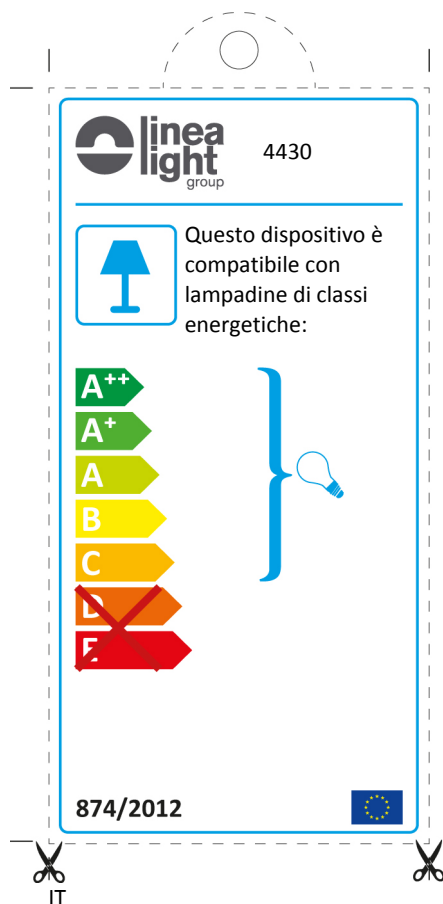 linea
light
group
4430
Questo dispositivo è
compatibile con
lampadine di classi
energetiche:
A++
A+
A
B
C
D
E
874/2012
IT